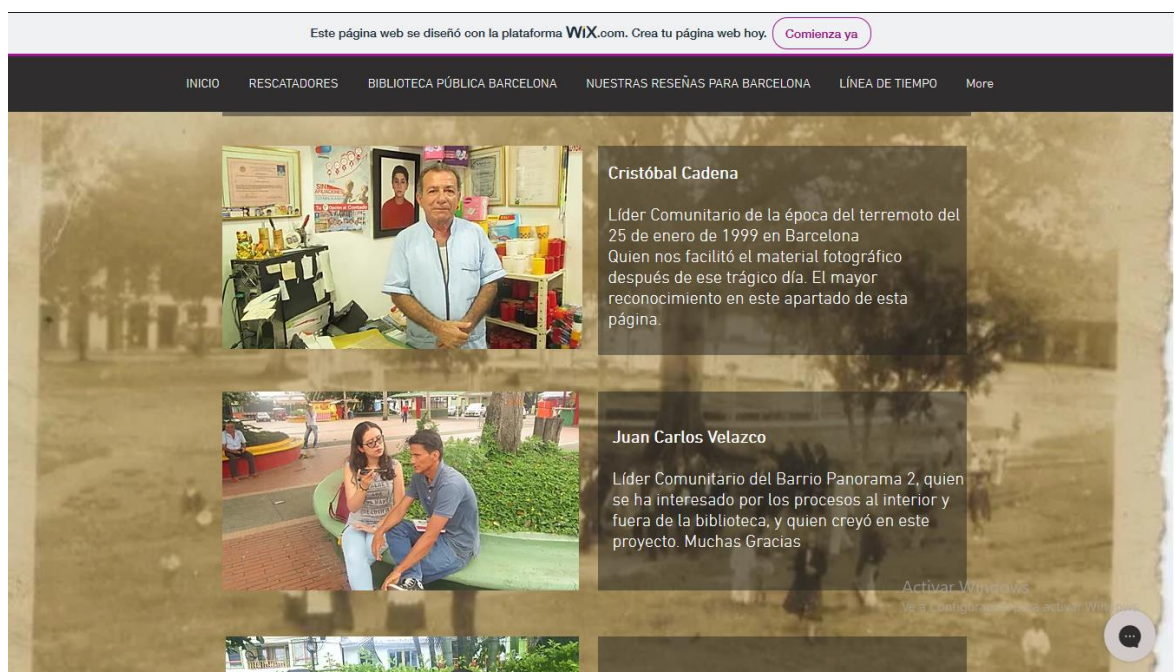 Este página web se diseñó con la plataforma WiX.com. Crea tu página web hoy. Comienza ya
INICIO RESCATADORES BIBLIOTECA PÚBLICA BARCELONA NUESTRAS RESEÑAS PARA BARCELONA LÍNEA DE TIEMPO More
Cristóbal Cadena
Líder Comunitario de la época del terremoto del
25 de enero de 1999 en Barcelona
Quien nos facilitó el material fotográfico
después de ese trágico día. El mayor
reconocimiento en este apartado de esta
página.
Juan Carlos Velazco
Líder Comunitario del Barrio Panorama 2, quien
se ha interesado por los procesos al interior y
fuera de la biblioteca, y quien creyó en este
proyecto. Muchas Gracias
Activar Windows